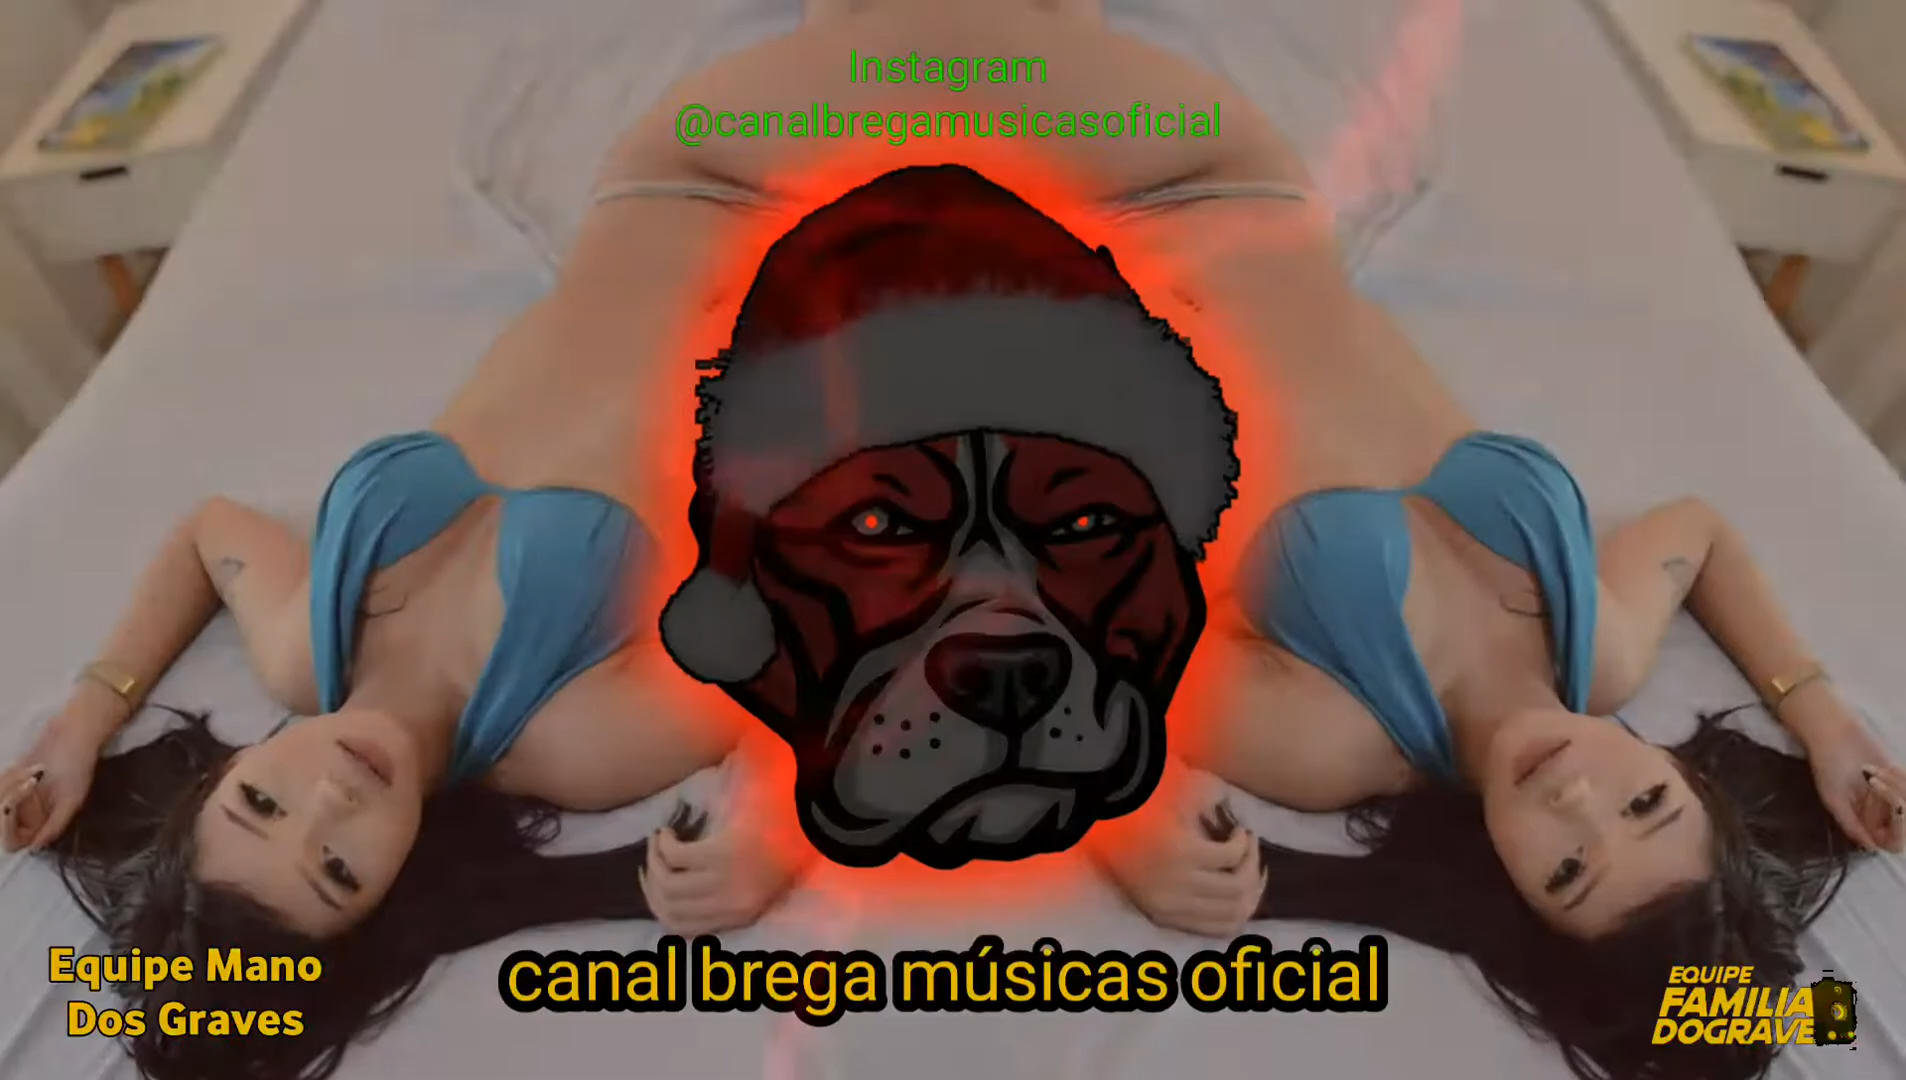 Instagram
@canalbregamusicasoficial
canal brega músicas oficial
Equipe Mano
Dos Graves
EQUIPE
FAMILIA
DOGRAVE